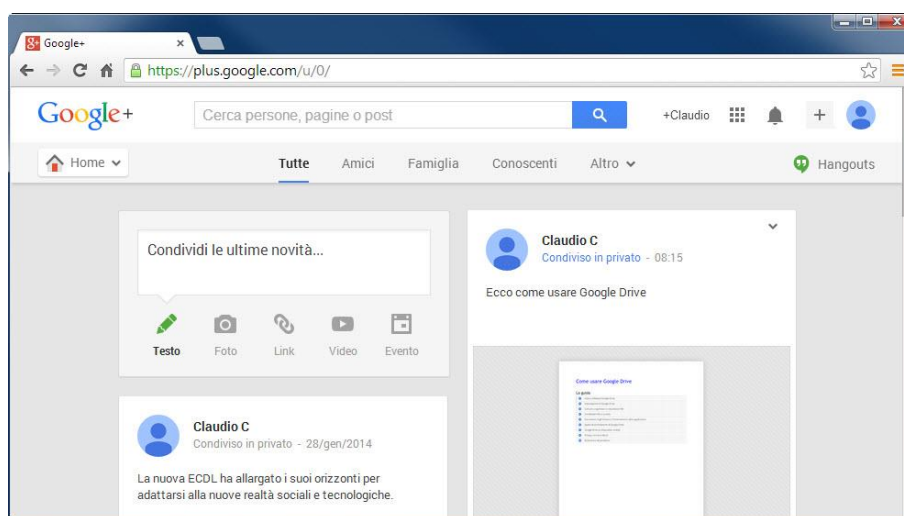 Google+
https://plus.google.com/u/0/
Google+
Cerca persone, pagine o post
+Claudio
Home
Tutte Amici Famiglia Conoscenti Altro
Hangouts
Condividi le ultime novità...
Testo Foto Link Video Evento
Claudio C
Condiviso in privato - 28/gen/2014
La nuova ECDL ha allargato i suoi orizzonti per
adattarsi alla nuove realtà sociali e tecnologiche.
Claudio C
Condiviso in privato - 08:15
Ecco come usare Google Drive
Come usare Google Drive